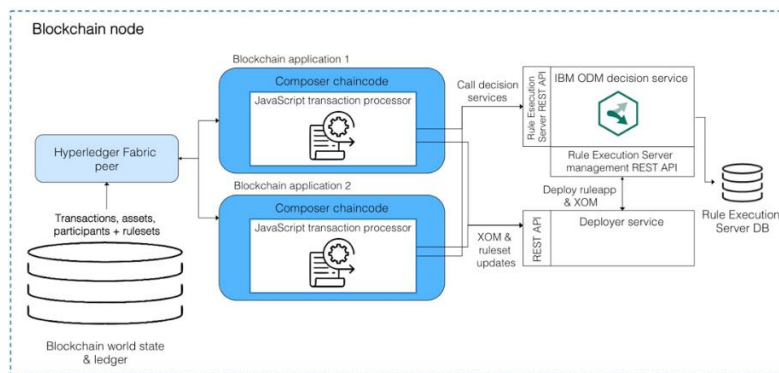 Blockchain node
Blockchain application 1
Composer chaincode
JavaScript transaction processor
Call decision
services
Rule Execution
Server REST API
IBM ODM decision service
Rule Execution Server
management REST API
Hyperledger Fabric
peer
Blockchain application 2
Composer chaincode
JavaScript transaction processor
Transactions, assets,
participants + rulesets
Blockchain world state
& ledger
Deploy ruleapp
& XOM
XOM &
ruleset
updates
REST API
Deployer service
Rule Execution
Server DB